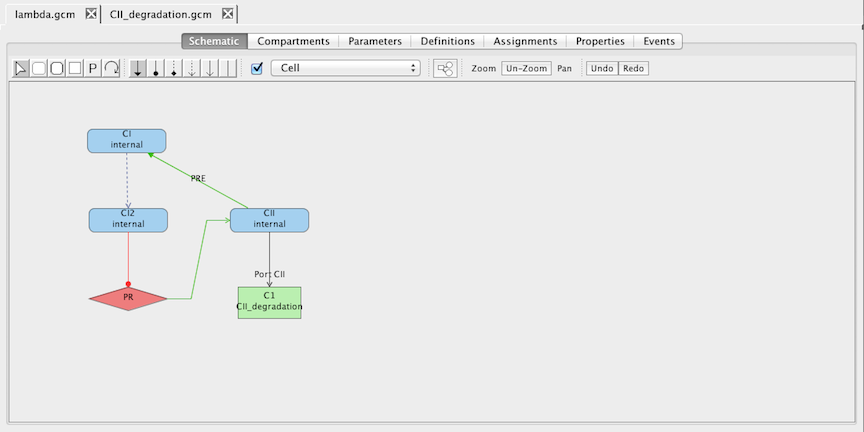 lambda.gcm CII_degradation.gcm
Schematic Compartments Parameters Definitions Assignments Properties Events
P Cell Zoom Un-Zoom Pan Undo Redo
CI
internal
PRE
CI2
internal
CII
internal
Port CII
PR
C1
CII_degradation